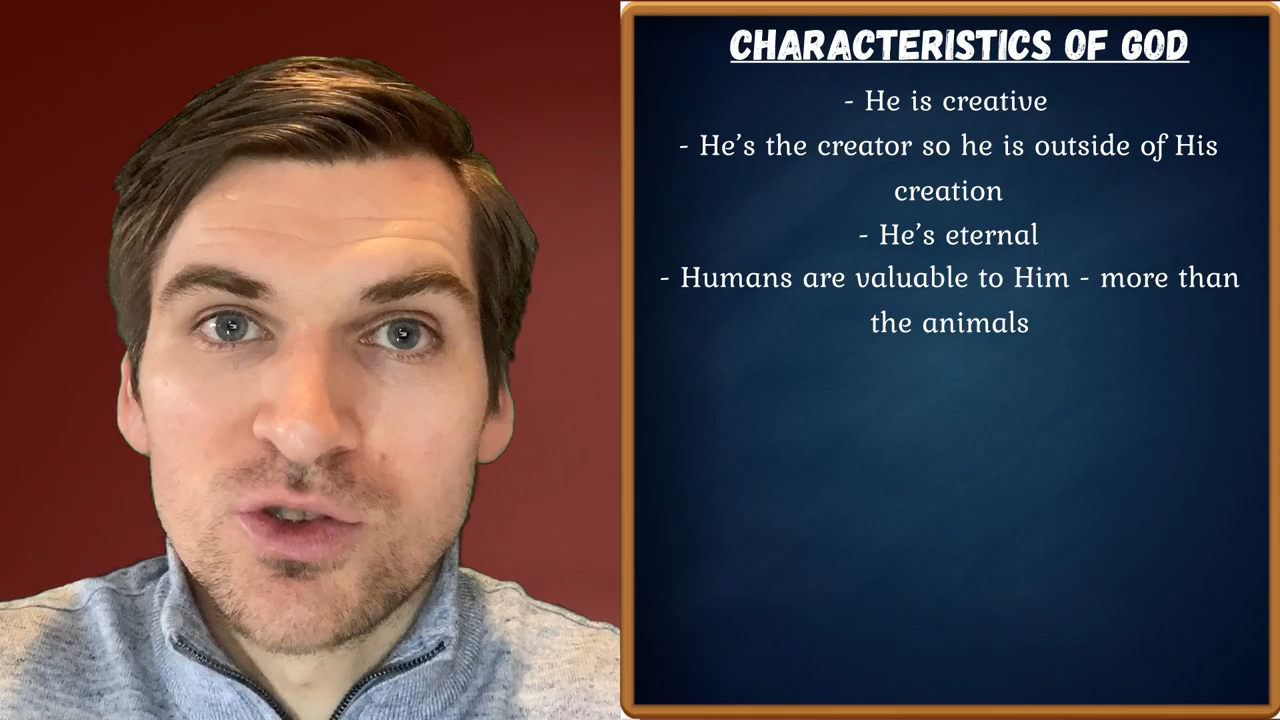 CHARACTERISTICS OF GOD
- He is creative
- He's the creator so he is outside of His
creation
- He's eternal
- Humans are valuable to Him - more than
the animals